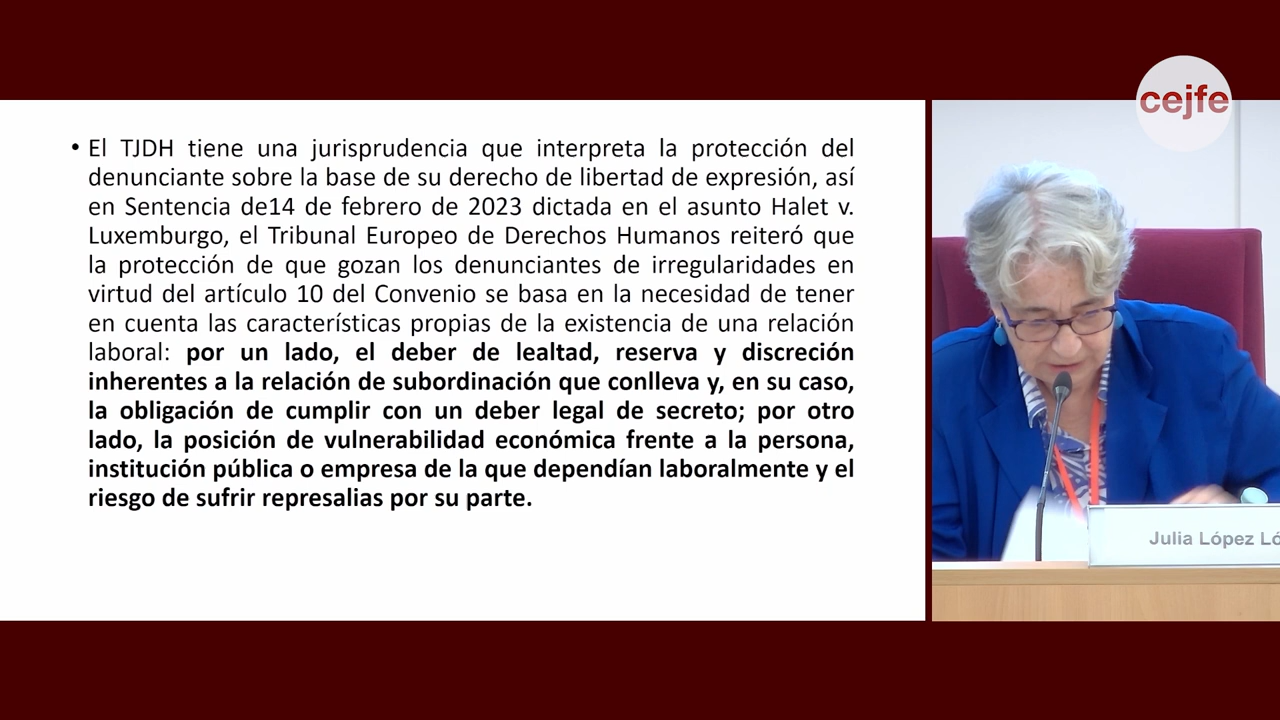 cejfe
• El TJDH tiene una jurisprudencia que interpreta la protección del
denunciante sobre la base de su derecho de libertad de expresión, así
en Sentencia de14 de febrero de 2023 dictada en el asunto Halet v.
Luxemburgo, el Tribunal Europeo de Derechos Humanos reiteró que
la protección de que gozan los denunciantes de irregularidades en
virtud del artículo 10 del Convenio se basa en la necesidad de tener
en cuenta las características propias de la existencia de una relación
laboral: por un lado, el deber de lealtad, reserva y discreción
inherentes a la relación de subordinación que conlleva y, en su caso,
la obligación de cumplir con un deber legal de secreto; por otro
lado, la posición de vulnerabilidad económica frente a la persona,
institución pública o empresa de la que dependían laboralmente y el
riesgo de sufrir represalias por su parte.
Julia López Ló